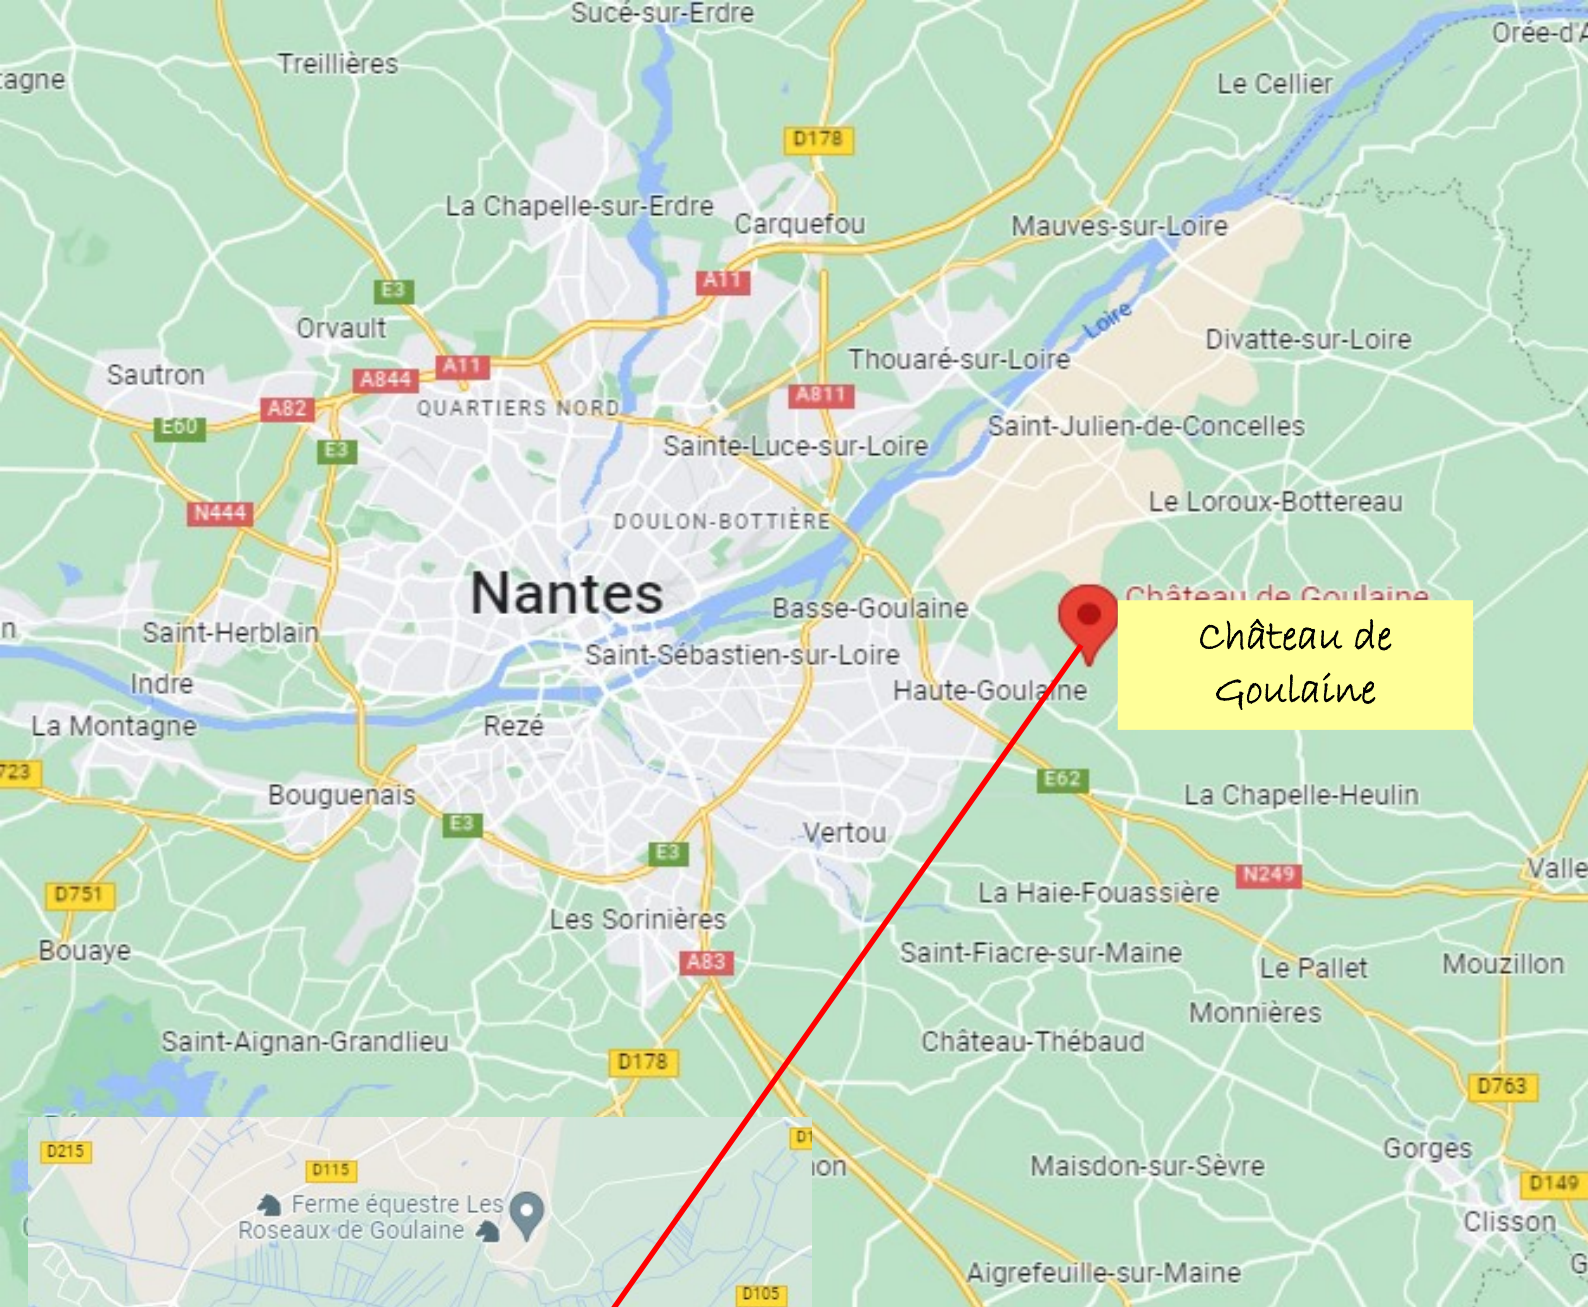 Sucé-sur-Erdre
Orée-d'A
Treillières
tagne
Le Cellier
D178
La Chapelle-sur-Erdre
Carquefou
Mauves-sur-Loire
A11
E3
Loire
Orvault
Divatte-sur-Loire
Thouaré-sur-Loire
A11
Sautron
A844
A811
A82
QUARTIERS NORD
E60
Saint-Julien-de-Concelles
E3
Sainte-Luce-sur-Loire
Le Loroux-Bottereau
N444
DOULON-BOTTIÈRE
Nantes
Château de Goulaine
Basse-Goulaine
n
Saint-Herblain
Château de
Goulaine
Saint-Sébastien-sur-Loire
Indre
Haute-Goulaine
La Montagne
Rezé
723
E62
Bouguenais
La Chapelle-Heulin
E3
Vertou
E3
Valle
N249
D751
La Haie-Fouassière
Les Sorinières
Bouaye
Saint-Fiacre-sur-Maine
A83
Le Pallet
Mouzillon
Monnières
Saint-Aignan-Grandlieu
Château-Thébaud
D178
D763
D1
D215
Gorges
D115
non
Maisdon-sur-Sèvre
D149
Ferme équestre Les
Roseaux de Goulaine
Clisson
G
Aigrefeuille-sur-Maine
D105